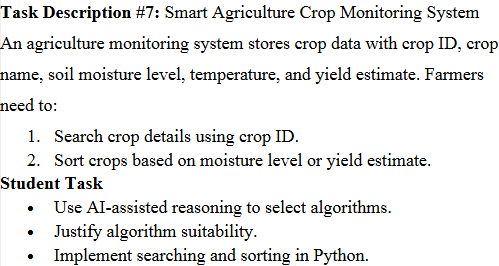 Task Description #7: Smart Agriculture Crop Monitoring System
An agriculture monitoring system stores crop data with crop ID, crop
name, soil moisture level, temperature, and yield estimate. Farmers
need to:
1. Search crop details using crop ID.
2. Sort crops based on moisture level or yield estimate.
Student Task
• Use AI-assisted reasoning to select algorithms.
• Justify algorithm suitability.
• Implement searching and sorting in Python.